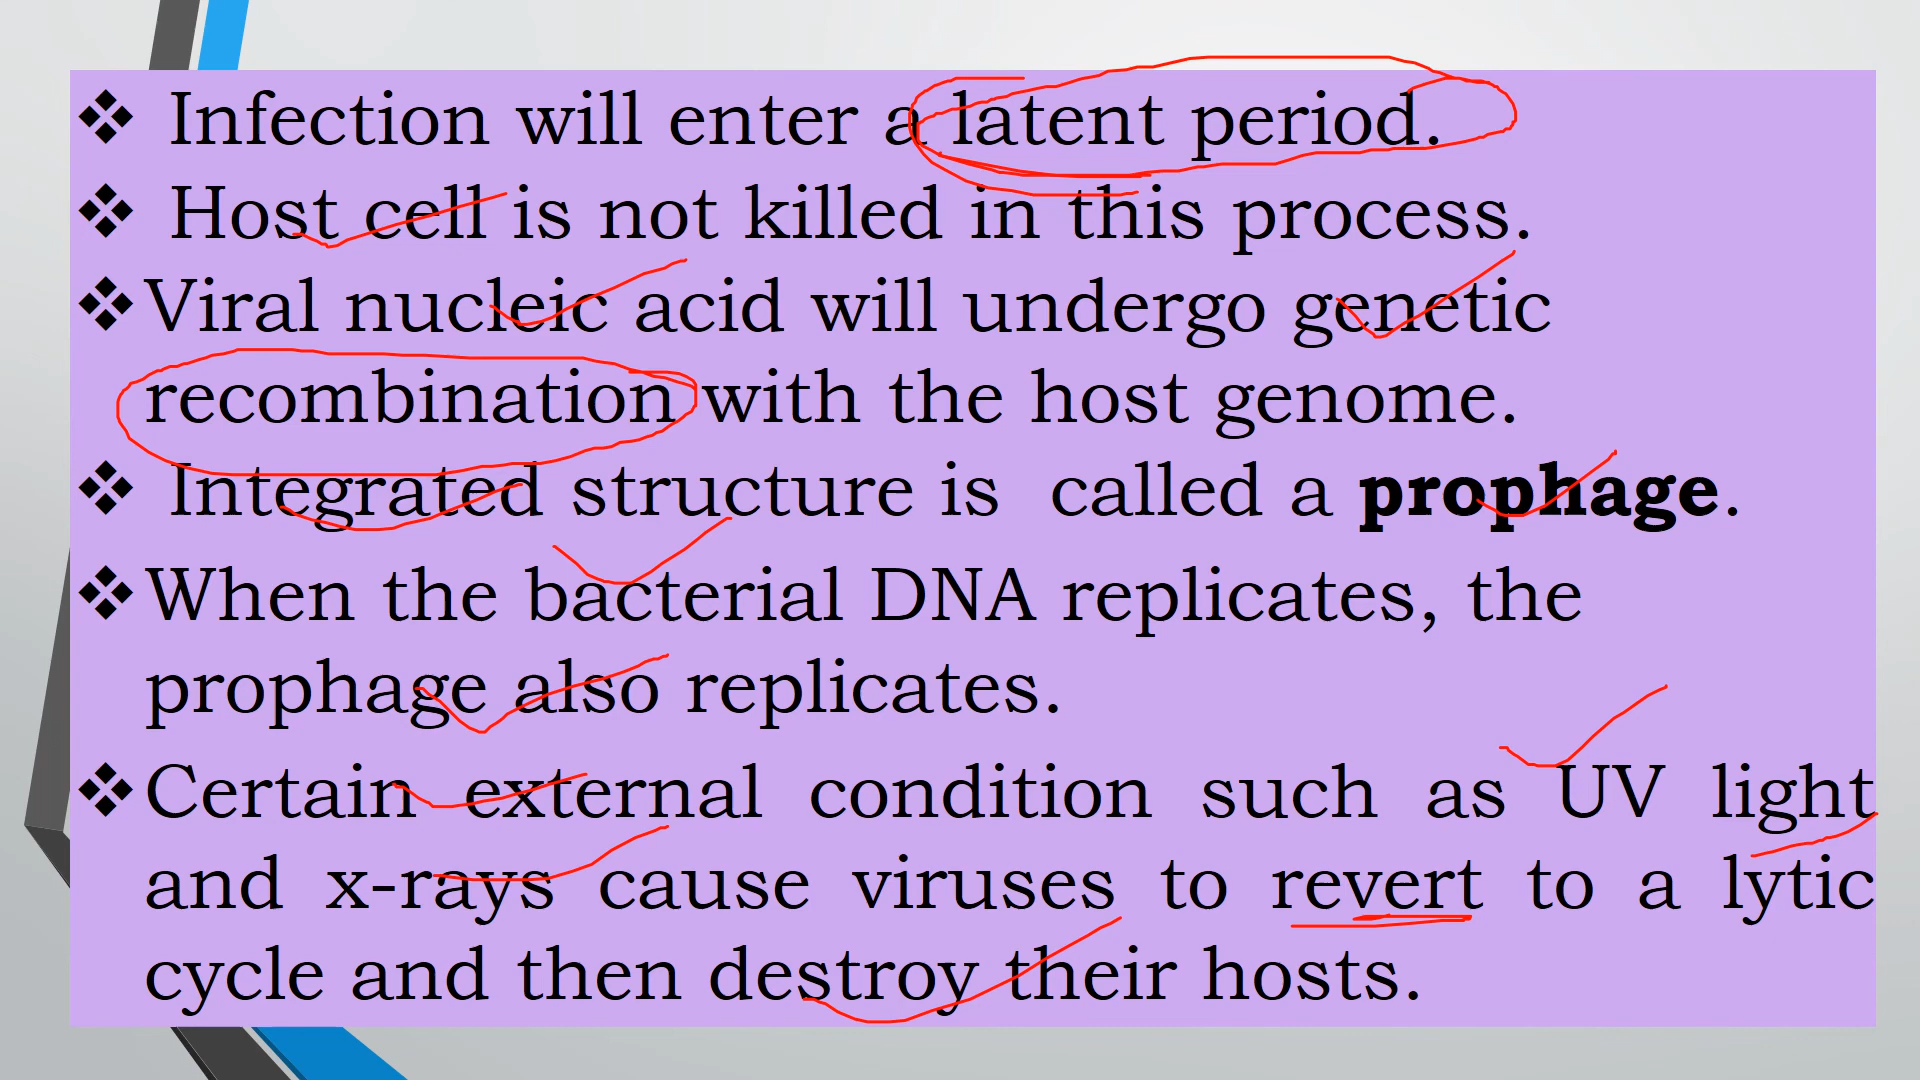 ❖ Infection will enter a latent period.
❖ Host cell is not killed in this process.
❖ Viral nucleic acid will undergo genetic
recombination with the host genome.
❖ Integrated structure is called a prophage.
❖ When the bacterial DNA replicates, the
prophage also replicates.
❖ Certain external condition such as UV light
and x-rays cause viruses to revert to a lytic
cycle and then destroy their hosts.